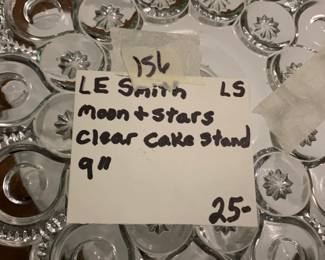 156
LE Smith LS
moon + stars
clear cake stand
9"
25-